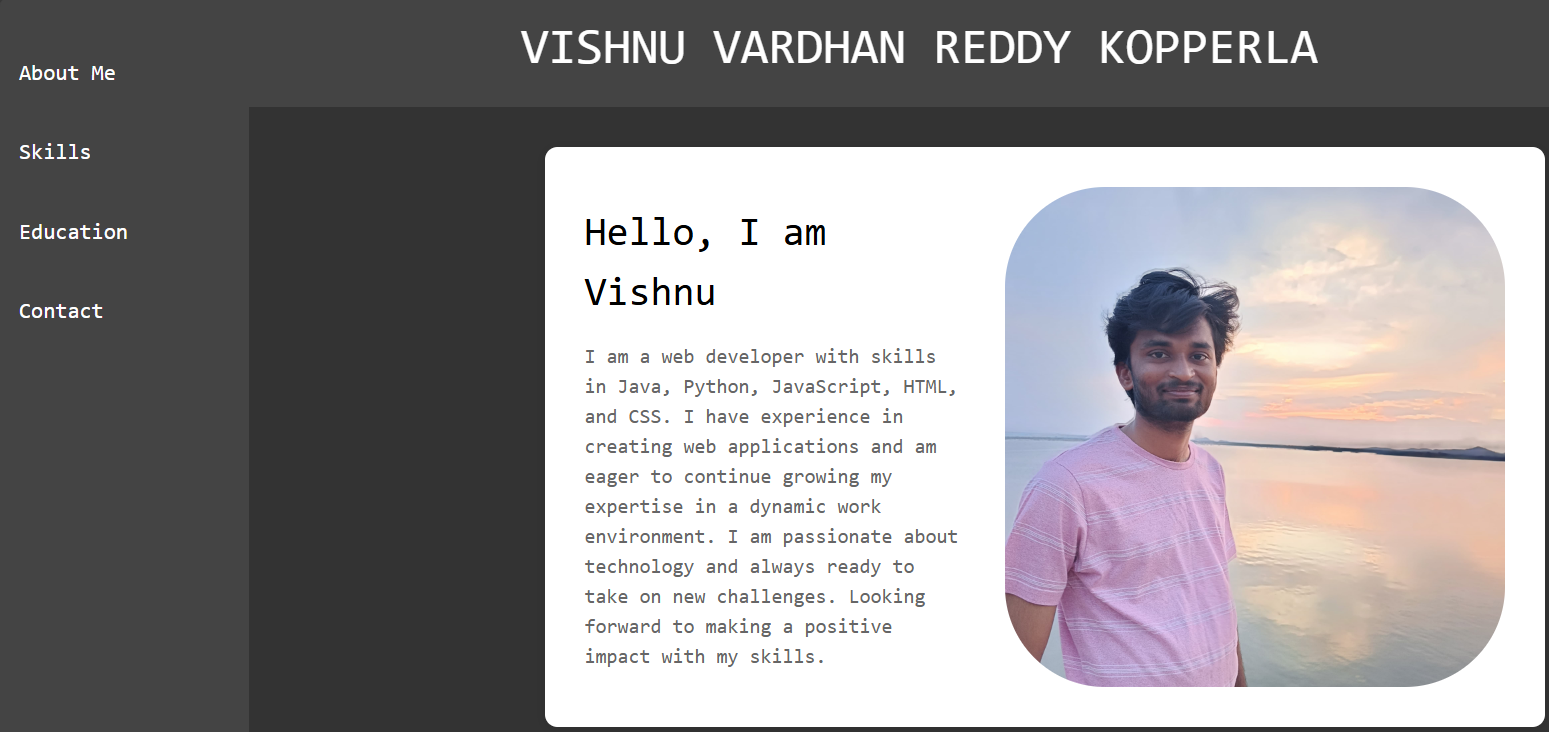 VISHNU VARDHAN REDDY KOPPERLA
About Me
Skills
Education
Contact
Hello, I am
Vishnu
I am a web developer with skills
in Java, Python, JavaScript, HTML,
and CSS. I have experience in
creating web applications and am
eager to continue growing my
expertise in a dynamic work
environment. I am passionate about
technology and always ready to
take on new challenges. Looking
forward to making a positive
impact with my skills.